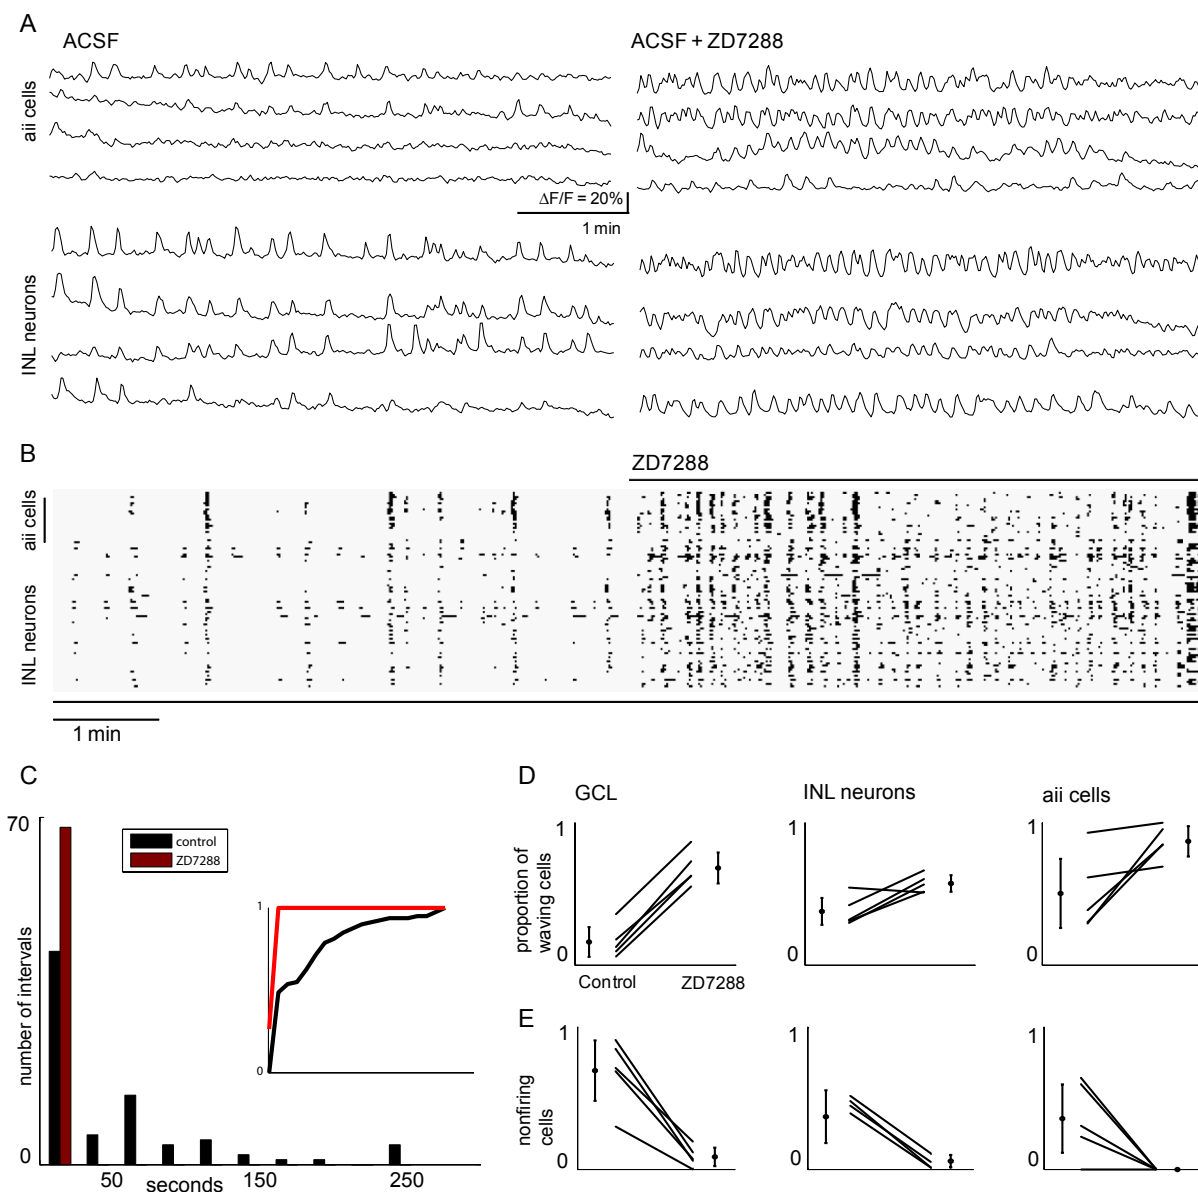 A
ACSF
ACSF + ZD7288
aii cells
ΔF/F = 20%
1 min
INL neurons
B
ZD7288
aii cells
INL neurons
1 min
C
70
control
ZD7288
number of intervals
1
0
0
50
seconds
150
250
D
GCL
INL neurons
aii cells
proportion of
waving cells
1
0
1
0
1
0
Control
ZD7288
E
nonfiring
cells
1
0
1
0
1
0